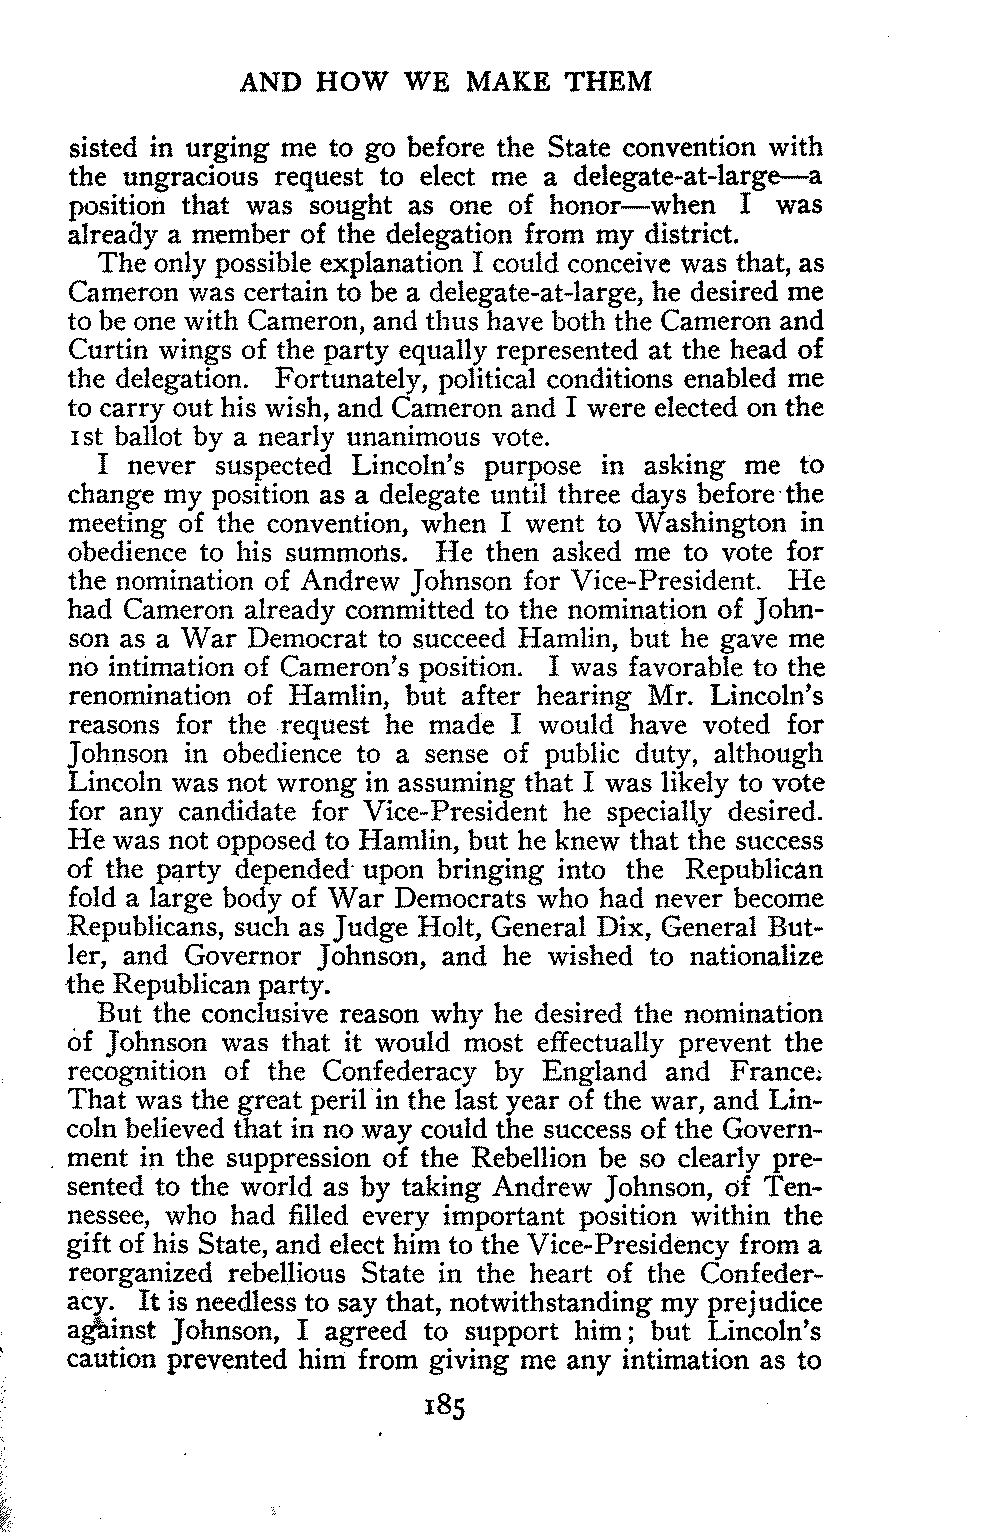 AND HOW WE MAKE THEM
sisted in urging me to go before the State convention with
the ungracious request to elect me a delegate-at-large—a
position that was sought as one of honor—when I was
already a member of the delegation from my district.
The only possible explanation I could conceive was that, as
Cameron was certain to be a delegate-at-large, he desired me
to be one with Cameron, and thus have both the Cameron and
Curtin wings of the party equally represented at the head of
the delegation. Fortunately, political conditions enabled me
to carry out his wish, and Cameron and I were elected on the
1st ballot by a nearly unanimous vote.
I never suspected Lincoln's purpose in asking me to
change my position as a delegate until three days before the
meeting of the convention, when I went to Washington in
obedience to his summons. He then asked me to vote for
the nomination of Andrew Johnson for Vice-President. He
had Cameron already committed to the nomination of John-
son as a War Democrat to succeed Hamlin, but he gave me
no intimation of Cameron's position. I was favorable to the
renomination of Hamlin, but after hearing Mr. Lincoln's
reasons for the request he made I would have voted for
Johnson in obedience to a sense of public duty, although
Lincoln was not wrong in assuming that I was likely to vote
for any candidate for Vice-President he specially desired.
He was not opposed to Hamlin, but he knew that the success
of the party depended upon bringing into the Republican
fold a large body of War Democrats who had never become
Republicans, such as Judge Holt, General Dix, General But-
ler, and Governor Johnson, and he wished to nationalize
the Republican party.
But the conclusive reason why he desired the nomination
of Johnson was that it would most effectually prevent the
recognition of the Confederacy by England and France.
That was the great peril in the last year of the war, and Lin-
coln believed that in no way could the success of the Govern-
ment in the suppression of the Rebellion be so clearly pre-
sented to the world as by taking Andrew Johnson, of Ten-
nessee, who had filled every important position within the
gift of his State, and elect him to the Vice-Presidency from a
reorganized rebellious State in the heart of the Confeder-
acy. It is needless to say that, notwithstanding my prejudice
against Johnson, I agreed to support him; but Lincoln's
caution prevented him from giving me any intimation as to
185